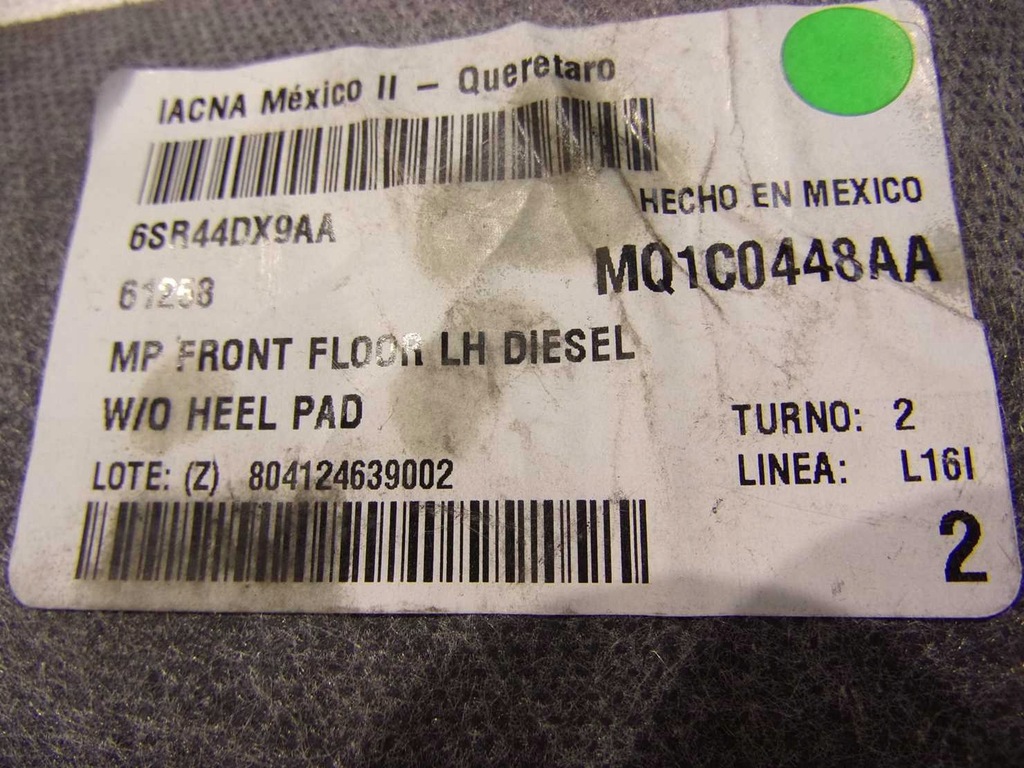 IACNA México II - Queretaro
HECHO EN MEXICO
6SR44DX9AA
MQ1C0448AA
61258
MP FRONT FLOOR LH DIESEL
W/O HEEL PAD
TURNO: 2
LOTE: (Z) 804124639002
LINEA: L16I
2